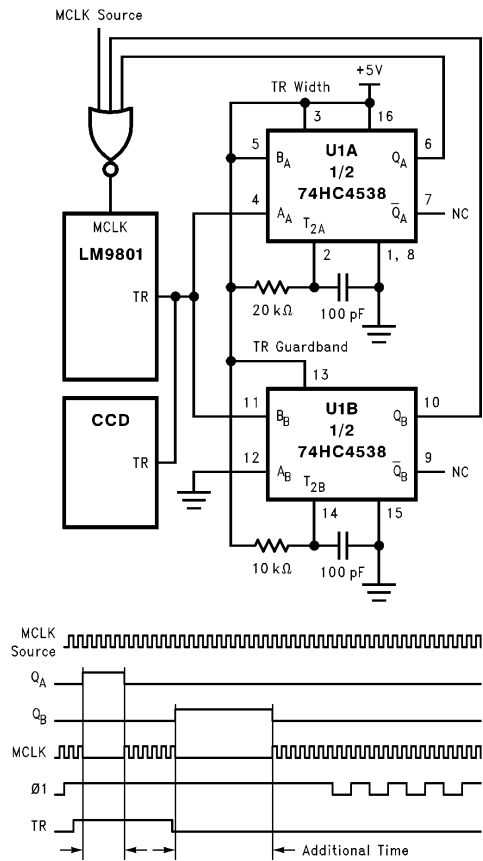 MCLK Source
+5V
TR Width
3
16
5
B_A
U1A
1/2
74HC4538
Q_A
6
4
A_A
Q̅_A
7
NC
T_2A
2
1, 8
MCLK
LM9801
TR
20 kΩ
100 pF
TR Guardband
13
CCD
TR
11
B_B
U1B
1/2
74HC4538
Q_B
10
12
A_B
Q̅_B
9
NC
T_2B
14
15
10 kΩ
100 pF
MCLK
Source
Q_A
Q_B
MCLK
Ø1
TR
Additional Time